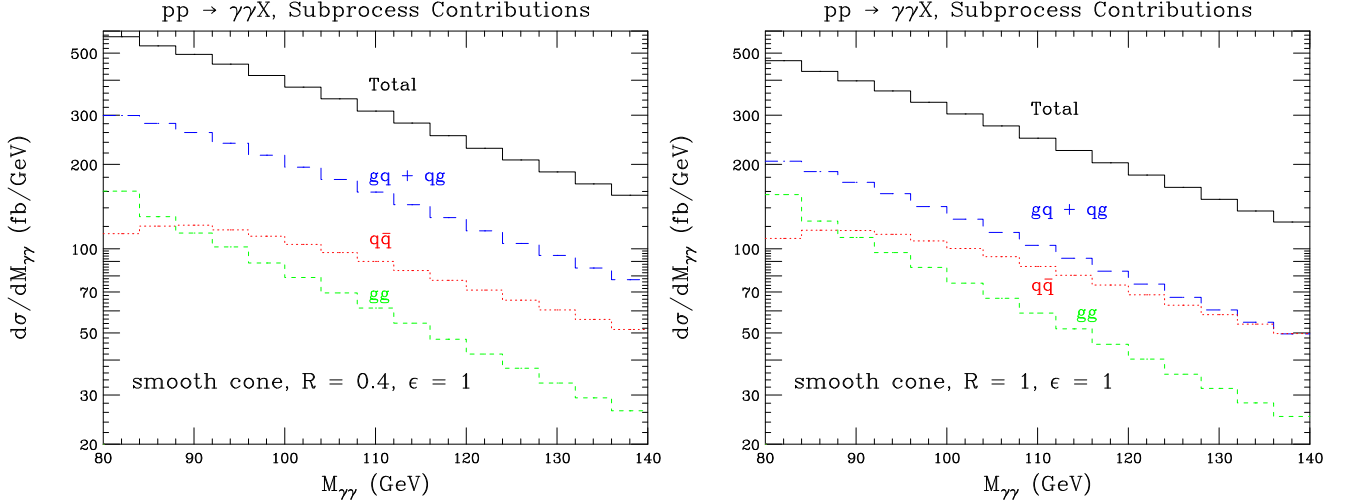 pp → γγX, Subprocess Contributions
500
300
200
100
70
50
30
20
dσ/dMγγ (fb/GeV)
Total
gq + qg
qq̄
gg
smooth cone, R = 0.4, ϵ = 1
80 90 100 110 120 130 140
Mγγ (GeV)
pp → γγX, Subprocess Contributions
500
300
200
100
70
50
30
20
dσ/dMγγ (fb/GeV)
Total
gq + qg
qq̄
gg
smooth cone, R = 1, ϵ = 1
80 90 100 110 120 130 140
Mγγ (GeV)